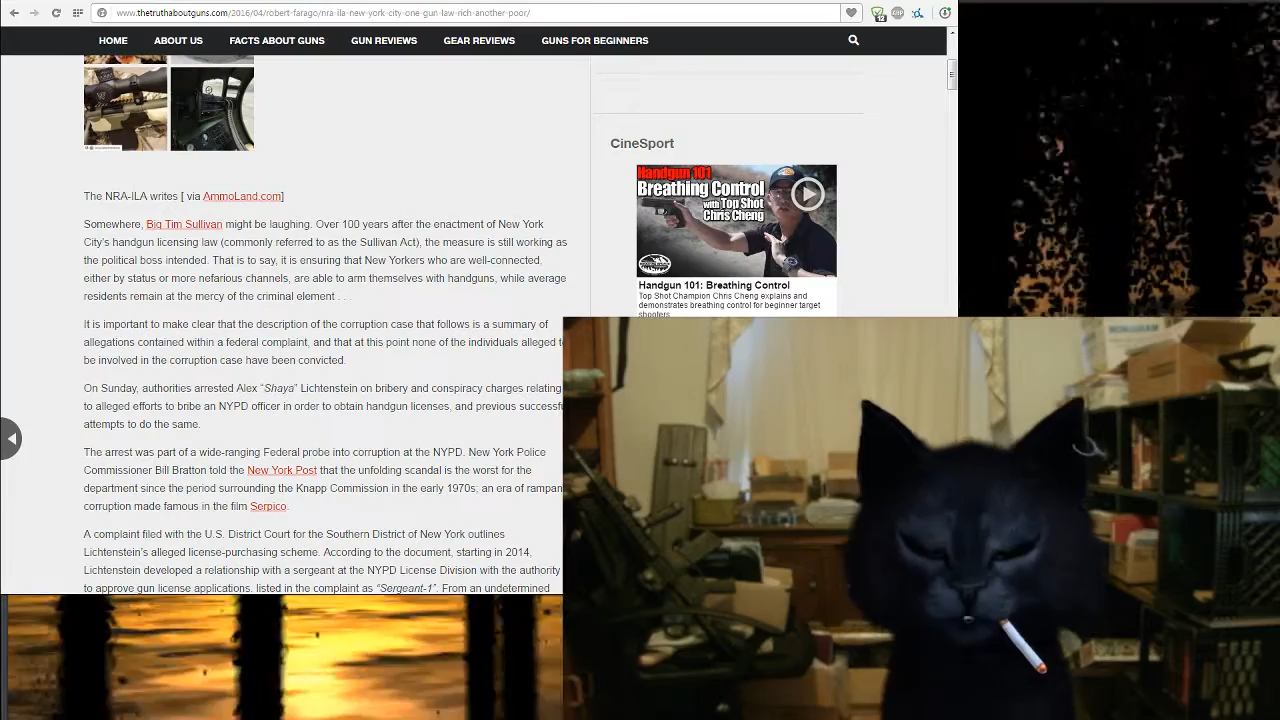 www.thetruthaboutguns.com/2016/04/robert-farago/nra-ila-new-york-city-one-gun-law-rich-another-poor/
12
ABP
HOME ABOUT US FACTS ABOUT GUNS GUN REVIEWS GEAR REVIEWS GUNS FOR BEGINNERS
The NRA-ILA writes [ via AmmoLand.com]
Somewhere, Big Tim Sullivan might be laughing. Over 100 years after the enactment of New York
City's handgun licensing law (commonly referred to as the Sullivan Act), the measure is still working as
the political boss intended. That is to say, it is ensuring that New Yorkers who are well-connected,
either by status or more nefarious channels, are able to arm themselves with handguns, while average
residents remain at the mercy of the criminal element . . .
It is important to make clear that the description of the corruption case that follows is a summary of
allegations contained within a federal complaint, and that at this point none of the individuals alleged t
be involved in the corruption case have been convicted.
On Sunday, authorities arrested Alex “Shaya” Lichtenstein on bribery and conspiracy charges relating
to alleged efforts to bribe an NYPD officer in order to obtain handgun licenses, and previous successfu
attempts to do the same.
The arrest was part of a wide-ranging Federal probe into corruption at the NYPD. New York Police
Commissioner Bill Bratton told the New York Post that the unfolding scandal is the worst for the
department since the period surrounding the Knapp Commission in the early 1970s; an era of rampan
corruption made famous in the film Serpico.
A complaint filed with the U.S. District Court for the Southern District of New York outlines
Lichtenstein's alleged license-purchasing scheme. According to the document, starting in 2014,
Lichtenstein developed a relationship with a sergeant at the NYPD License Division with the authority
to approve gun license applications, listed in the complaint as “Sergeant-1”. From an undetermined
CineSport
Handgun 101
Breathing Control
with Top Shot
Chris Cheng
Handgun 101: Breathing Control
Top Shot Champion Chris Cheng explains and
demonstrates breathing control for beginner target
shooters